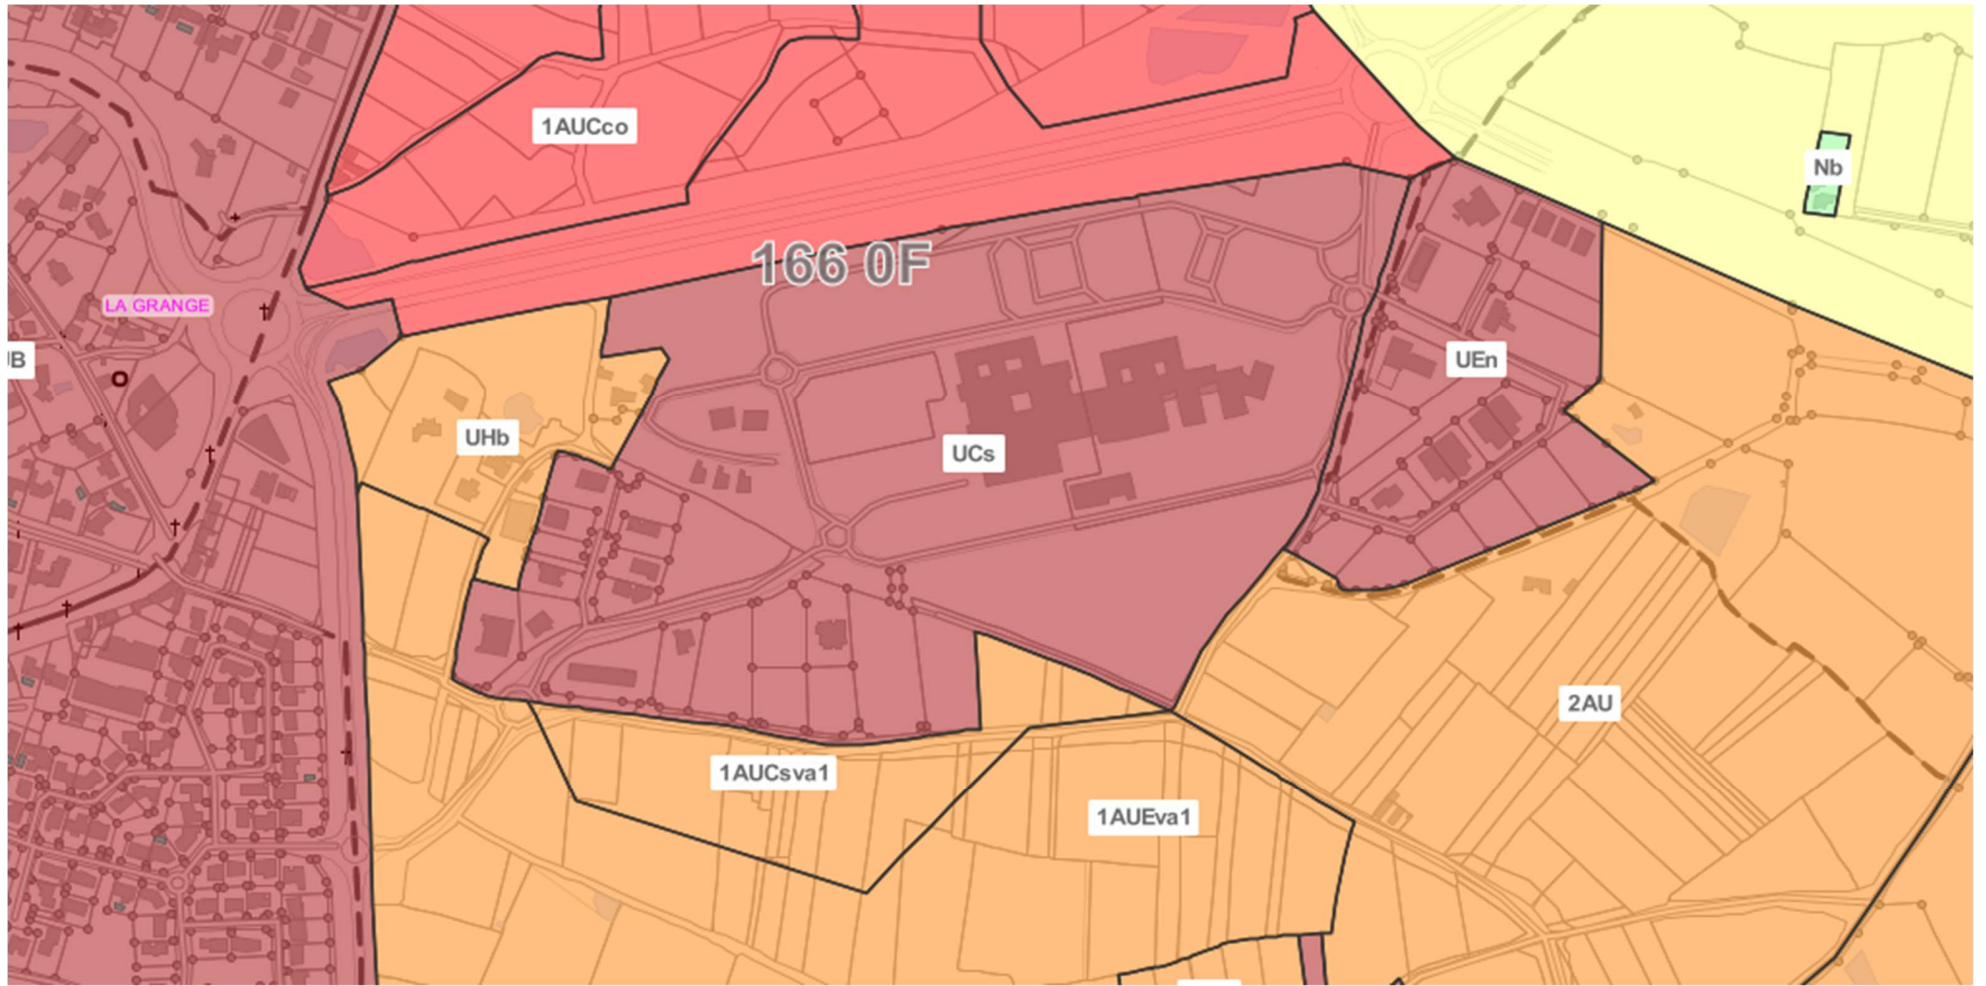 1AUCco
Nb
166 0F
LA GRANGE
UEn
UHb
UCs
2AU
1AUCsva1
1AUEva1